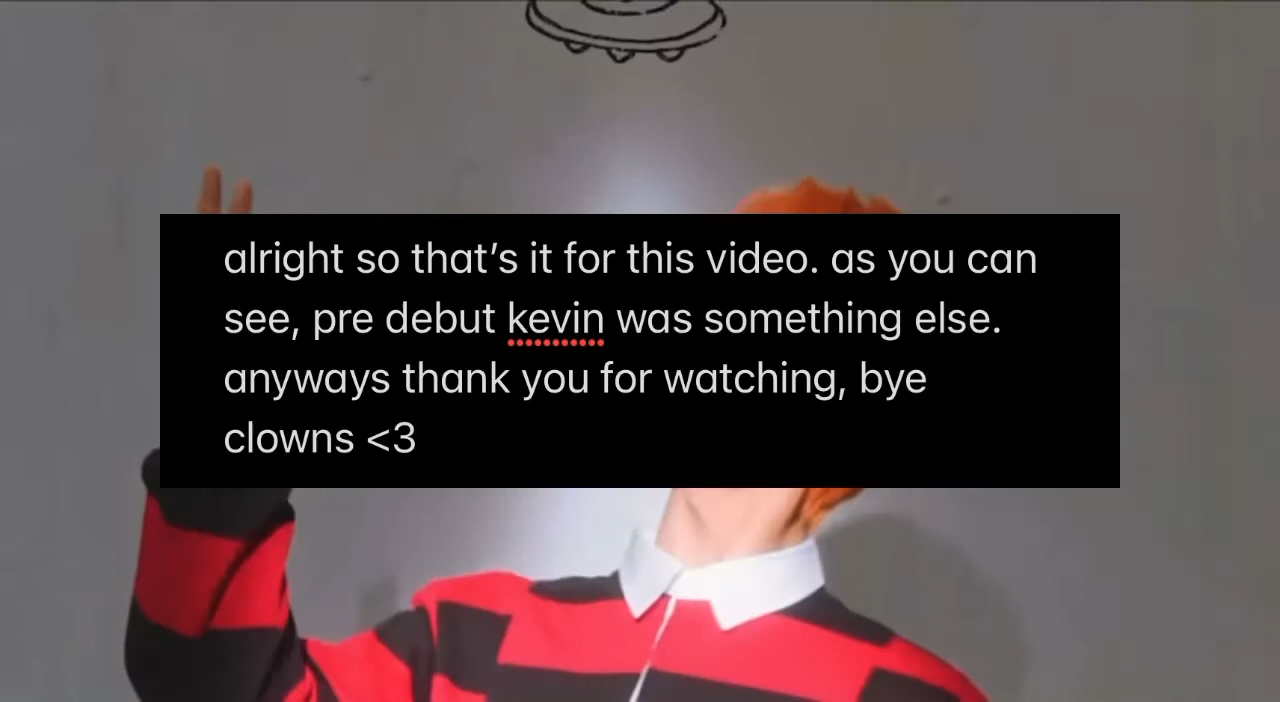 alright so that’s it for this video. as you can
see, pre debut kevin was something else.
anyways thank you for watching, bye
clowns <3